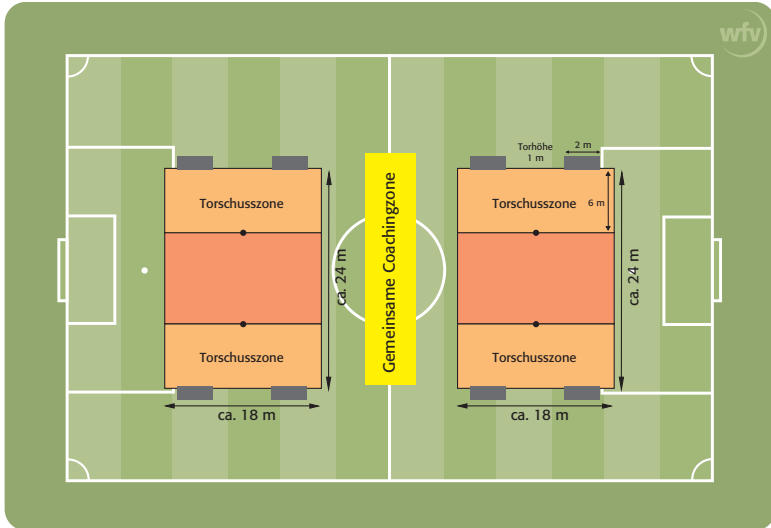 wfv
Torhöhe
1 m
2 m
Torschusszone
Torschusszone
6 m
ca. 24 m
Gemeinsame Coachingzone
ca. 24 m
Torschusszone
Torschusszone
ca. 18 m
ca. 18 m